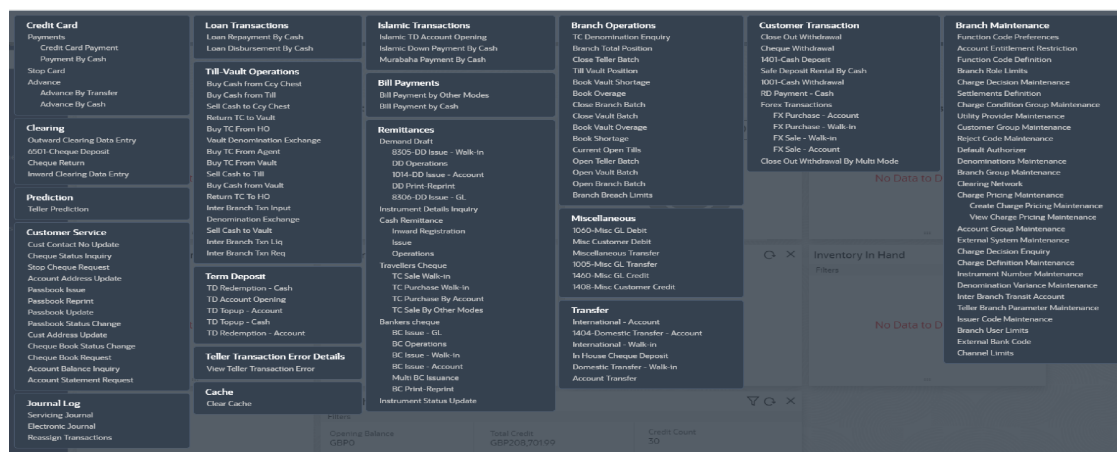 Credit Card
Payments
Credit Card Payment
Payment By Cash
Stop Card
Advance
Advance By Transfer
Advance By Cash
Clearing
Outward Clearing Data Entry
6501-Cheque Deposit
Cheque Return
Inward Clearing Data Entry
Prediction
Teller Prediction
Customer Service
Cust Contact No Update
Cheque Status Inquiry
Stop Cheque Request
Account Address Update
Passbook Issue
Passbook Reprint
Passbook Update
Passbook Status Change
Cust Address Update
Cheque Book Status Change
Cheque Book Request
Account Balance Inquiry
Account Statement Request
Journal Log
Servicing Journal
Electronic Journal
Reassign Transactions
Loan Transactions
Loan Repayment By Cash
Loan Disbursement By Cash
Till-Vault Operations
Buy Cash from Ccy Chest
Buy Cash from Till
Sell Cash to Ccy Chest
Return TC to Vault
Buy TC From HO
Vault Denomination Exchange
Buy TC From Agent
Buy TC From Vault
Sell Cash to Till
Buy Cash from Vault
Return TC To HO
Inter Branch Txn Input
Denomination Exchange
Sell Cash to Vault
Inter Branch Txn Liq
Inter Branch Txn Req
Term Deposit
TD Redemption - Cash
TD Account Opening
TD Topup - Account
TD Topup - Cash
TD Redemption - Account
Teller Transaction Error Details
View Teller Transaction Error
Cache
Clear Cache
Islamic Transactions
Islamic TD Account Opening
Islamic Down Payment By Cash
Murabaha Payment By Cash
Bill Payments
Bill Payment by Other Modes
Bill Payment by Cash
Remittances
Demand Draft
8305-DD Issue - Walk-in
DD Operations
1014-DD Issue - Account
DD Print-Reprint
8306-DD Issue - GL
Instrument Details Inquiry
Cash Remittance
Inward Registration
Issue
Operations
Travellers Cheque
TC Sale Walk-in
TC Purchase Walk-in
TC Purchase By Account
TC Sale By Other Modes
Bankers cheque
BC Issue - GL
BC Operations
BC Issue - Walk-in
BC Issue - Account
Multi BC Issuance
BC Print-Reprint
Instrument Status Update
Branch Operations
TC Denomination Enquiry
Branch Total Position
Close Teller Batch
Till Vault Position
Book Vault Shortage
Book Overage
Close Branch Batch
Close Vault Batch
Book Vault Overage
Book Shortage
Current Open Tills
Open Teller Batch
Open Vault Batch
Open Branch Batch
Branch Breach Limits
Miscellaneous
1060-Misc GL Debit
Misc Customer Debit
Miscellaneous Transfer
1005-Misc GL Transfer
1460-Misc GL Credit
1408-Misc Customer Credit
Transfer
International - Account
1404-Domestic Transfer - Account
International - Walk-in
In House Cheque Deposit
Domestic Transfer - Walk-in
Account Transfer
Customer Transaction
Close Out Withdrawal
Cheque Withdrawal
1401-Cash Deposit
Safe Deposit Rental By Cash
1001-Cash Withdrawal
RD Payment - Cash
Forex Transactions
FX Purchase - Account
FX Purchase - Walk-in
FX Sale - Walk-in
FX Sale - Account
Close Out Withdrawal By Multi Mode
Branch Maintenance
Function Code Preferences
Account Entitlement Restriction
Function Code Definition
Branch Role Limits
Charge Decision Maintenance
Settlements Definition
Charge Condition Group Maintenance
Utility Provider Maintenance
Customer Group Maintenance
Reject Code Maintenance
Default Authorizer
Denominations Maintenance
Branch Group Maintenance
Clearing Network
Charge Pricing Maintenance
Create Charge Pricing Maintenance
View Charge Pricing Maintenance
Account Group Maintenance
External System Maintenance
Charge Decision Enquiry
Charge Definition Maintenance
Instrument Number Maintenance
Denomination Variance Maintenance
Inter Branch Transit Account
Teller Branch Parameter Maintenance
Issuer Code Maintenance
Branch User Limits
External Bank Code
Channel Limits
No Data to D
Inventory In Hand
Filters
No Data to D
Filters
Opening Balance
GBP0
Total Credit
GBP208,701.99
Credit Count
30